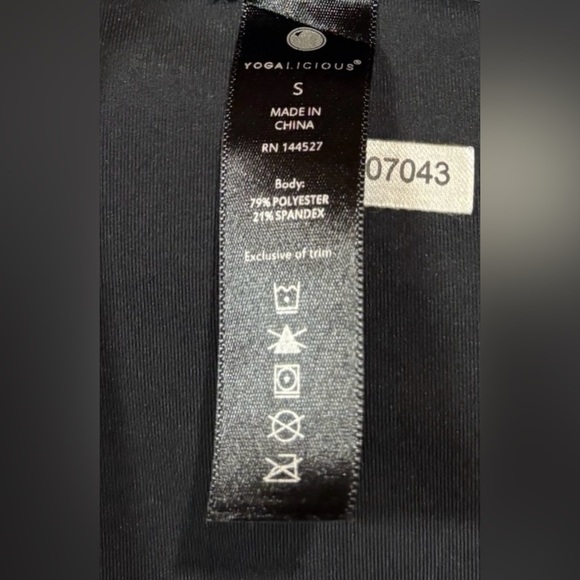 YOGALICIOUS®
S
MADE IN
CHINA
RN 144527
07043
Body:
79% POLYESTER
21% SPANDEX
Exclusive of trim.